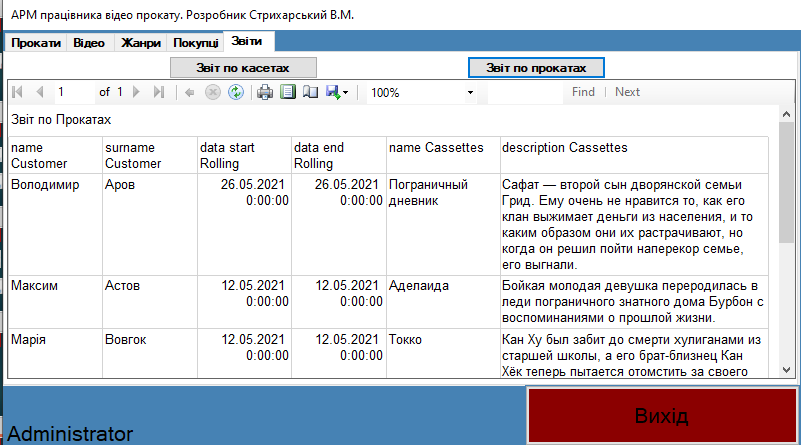 АРМ працівника відео прокату. Розробник Стрихарський В.М.
Прокати Відео Жанри Покупці Звіти
Звіт по касетах Звіт по прокатах
1 of 1 100% Find | Next
Звіт по Прокатах
name Customer surname Customer data start Rolling data end Rolling name Cassettes description Cassettes
Володимир Аров 26.05.2021 0:00:00 26.05.2021 0:00:00 Пограничный дневник Сафат — второй сын дворянской семьи
Грид. Ему очень не нравится то, как его
клан выжимает деньги из населения, и то
каким образом они их растрачивают, но
когда он решил пойти наперекор семье,
его выгнали.
Максим Астов 12.05.2021 0:00:00 12.05.2021 0:00:00 Аделаида Бойкая молодая девушка переродилась в
леди пограничного знатного дома Бурбон с
воспоминаниями о прошлой жизни.
Марія Вовгок 12.05.2021 0:00:00 12.05.2021 0:00:00 Токко Кан Ху был забит до смерти хулиганами из
старшей школы, а его брат-близнец Кан
Хёк теперь пытается отомстить за своего
Administrator
Вихід